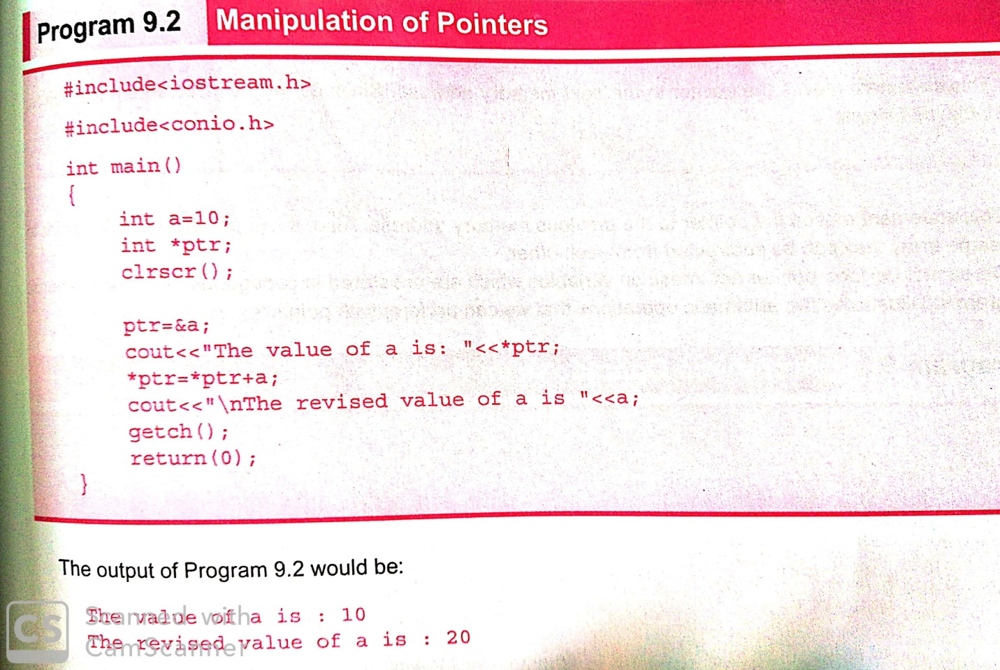 Program 9.2 Manipulation of Pointers
#include<iostream.h>
#include<conio.h>
int main()
{
int a=10;
int *ptr;
clrscr();
ptr=&a;
cout<<"The value of a is: "<<*ptr;
*ptr=*ptr+a;
cout<<"\nThe revised value of a is "<<a;
getch();
return(0);
}
The output of Program 9.2 would be:
The value of a is : 10
The revised value of a is : 20
CS Scanned with
CamScanner